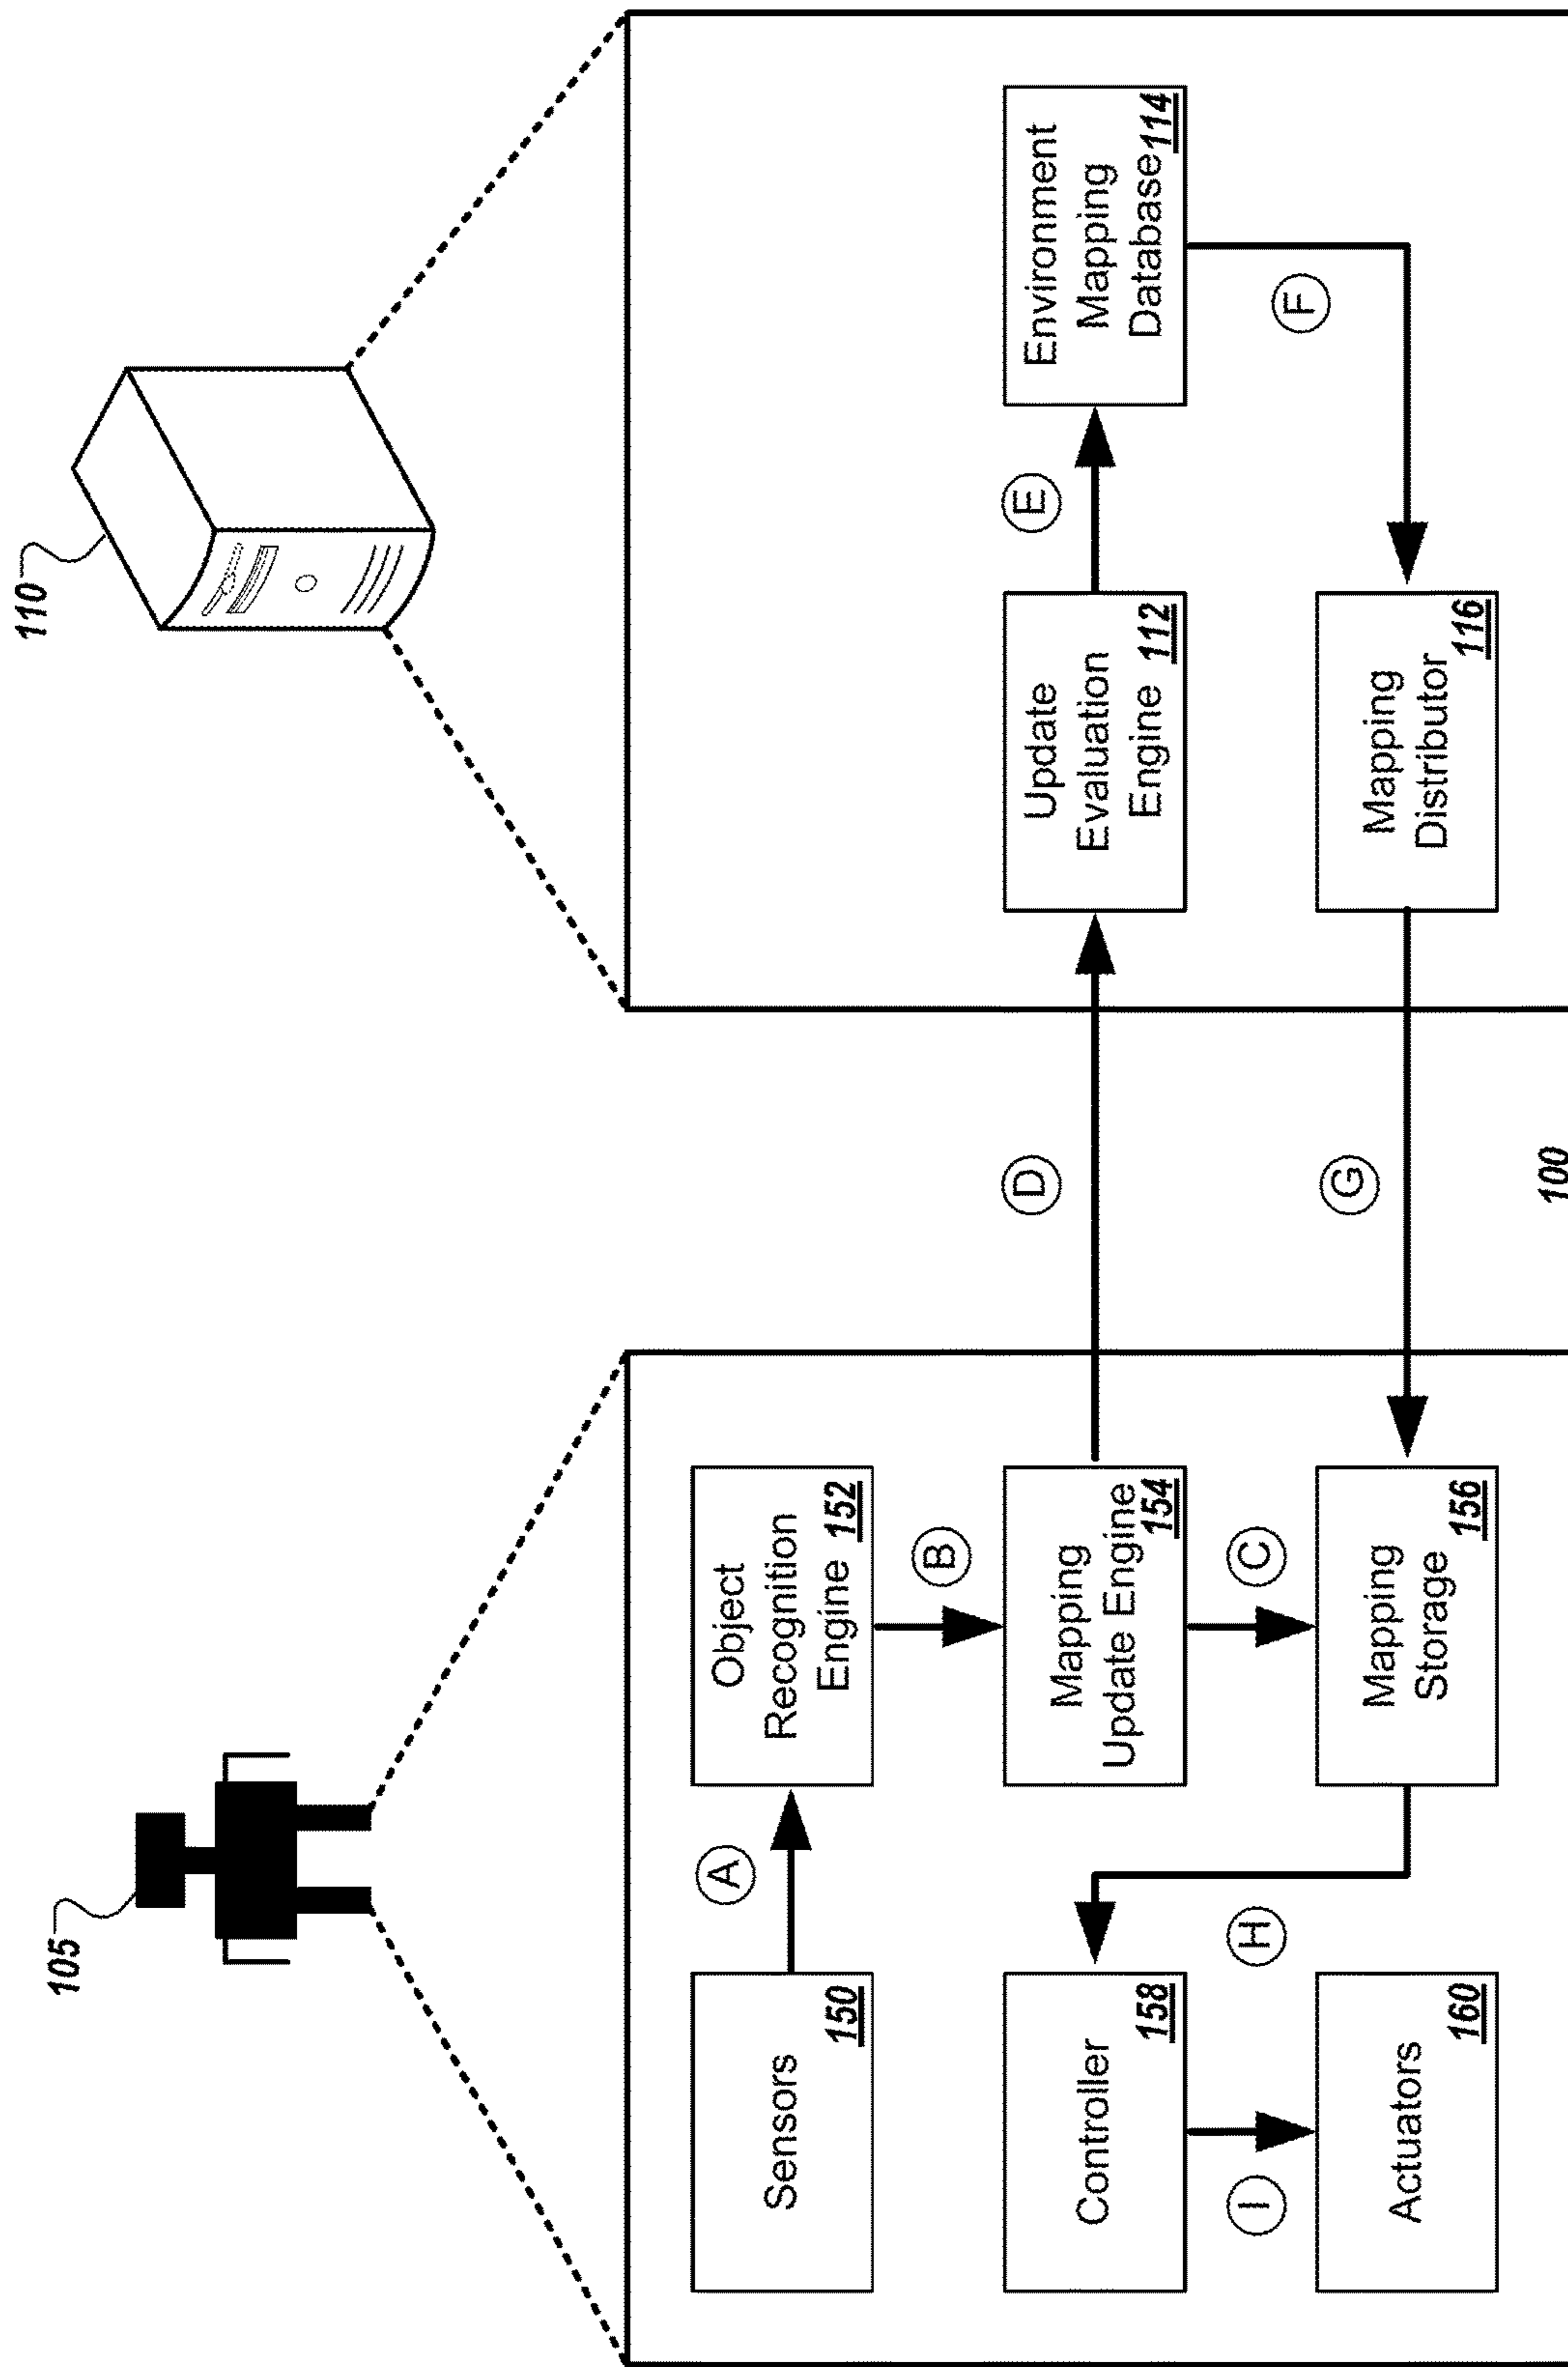 105
110
Sensors
150
A
Object
Recognition
Engine 152
B
Controller
158
Mapping
Update Engine
154
D
Update
Evaluation
Engine 112
E
Environment
Mapping
Database 114
I
H
C
F
Actuators
160
Mapping
Storage
156
G
Mapping
Distributor
116
100